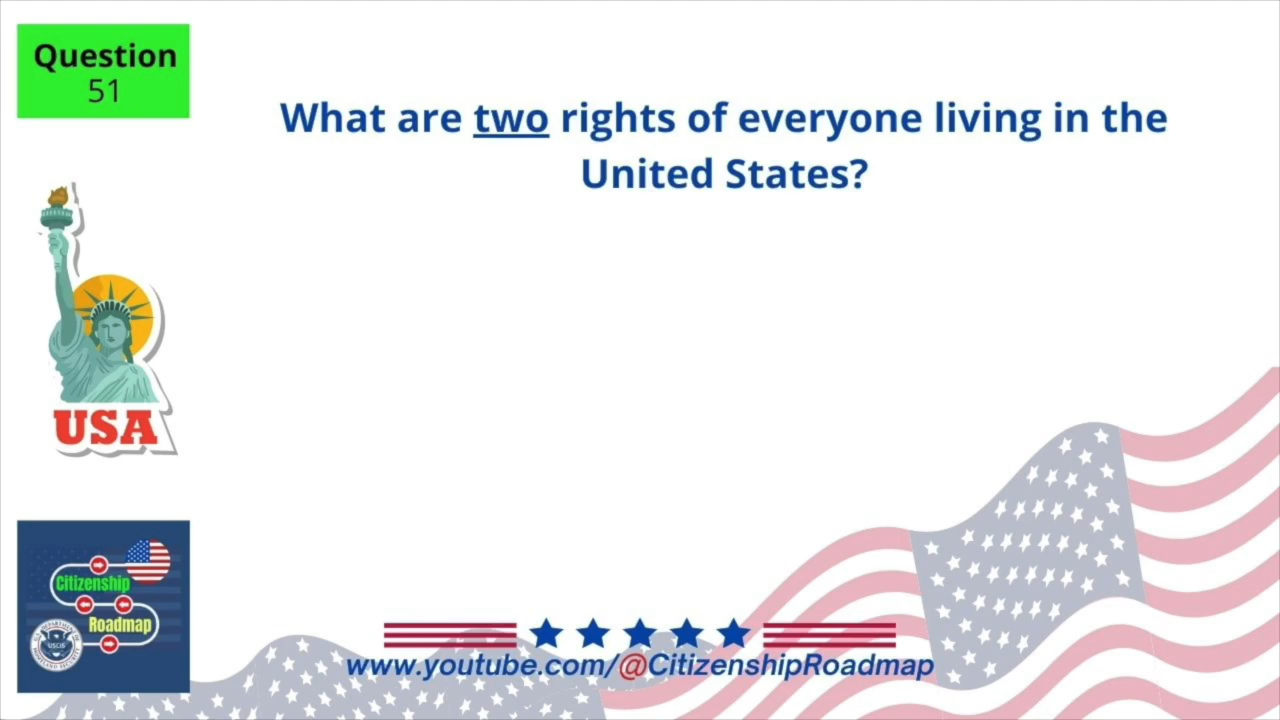 Question
51
What are two rights of everyone living in the
United States?
USA
Citizenship
Roadmap
USCIS
www.youtube.com/@CitizenshipRoadmap